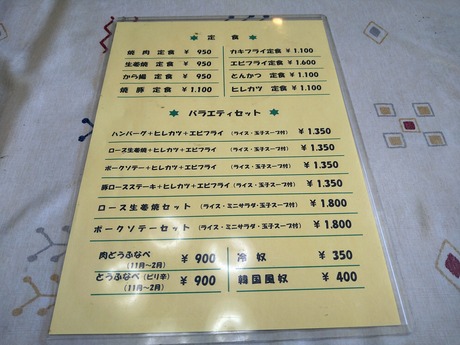 定 食
焼 肉 定食 ¥ 950
カキフライ 定食 ¥ 1.100
生姜焼 定食 ¥ 950
エビフライ 定食 ¥ 1.600
から揚 定食 ¥ 950
とんかつ 定食 ¥ 1.100
焼 豚 定食 ¥ 1.100
ヒレカツ 定食 ¥ 1.100
バラエティセット
ハンバーグ+ヒレカツ+エビフライ (ライス・玉子スープ付) ¥ 1.350
ロース生姜焼+ヒレカツ+エビフライ (ライス・玉子スープ付) ¥ 1.350
ポークソテー+ヒレカツ+エビフライ (ライス・玉子スープ付) ¥ 1.350
豚ロースステーキ+ヒレカツ+エビフライ (ライス・玉子スープ付) ¥ 1.350
ロース生姜焼セット (ライス・ミニサラダ・玉子スープ付) ¥ 1.800
ポークソテーセット (ライス・ミニサラダ・玉子スープ付) ¥ 1.800
肉どうふなべ ¥ 900
(11月〜2月)
冷 奴 ¥ 350
とうふなべ (ピリ辛) ¥ 900
(11月〜2月)
韓国風奴 ¥ 400